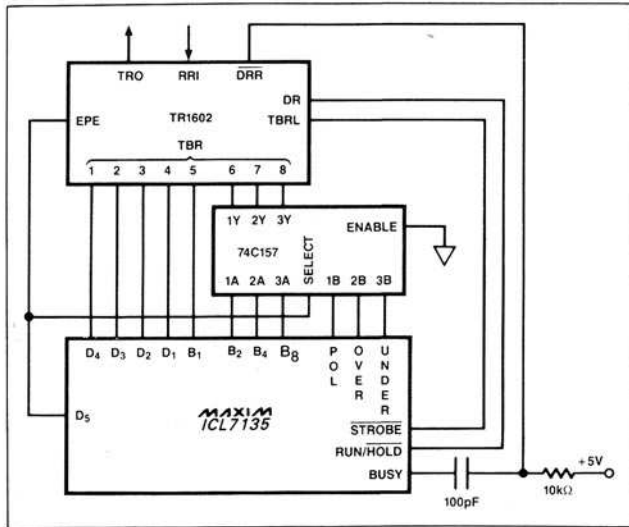 TRO RRI DRR
DR
EPE TR1602 TBRL
TBR
1 2 3 4 5 6 7 8
1Y 2Y 3Y
ENABLE
74C157
SELECT
1A 2A 3A 1B 2B 3B
D4 D3 D2 D1 B1 B2 B4 B8 POL OVER UNDER
D5
MAXIM
ICL7135
STROBE
RUN/HOLD
BUSY
+5V
100pF 10kΩ